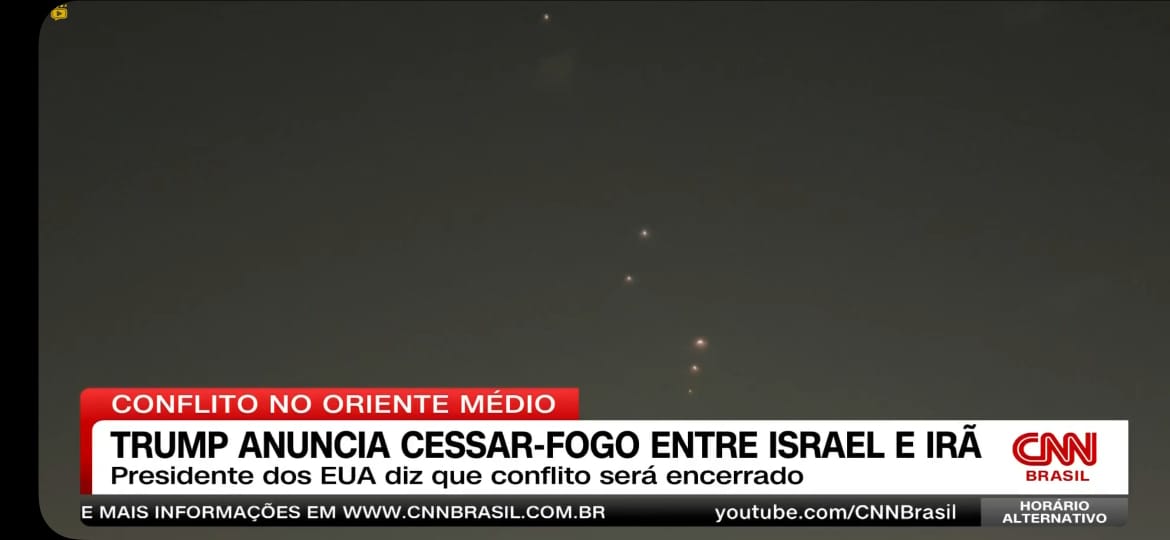 CONFLITO NO ORIENTE MÉDIO
TRUMP ANUNCIA CESSAR-FOGO ENTRE ISRAEL E IRÃ
Presidente dos EUA diz que conflito será encerrado
CNN
BRASIL
E MAIS INFORMAÇÕES EM WWW.CNNBRASIL.COM.BR
youtube.com/CNNBrasil
HORÁRIO
ALTERNATIVO